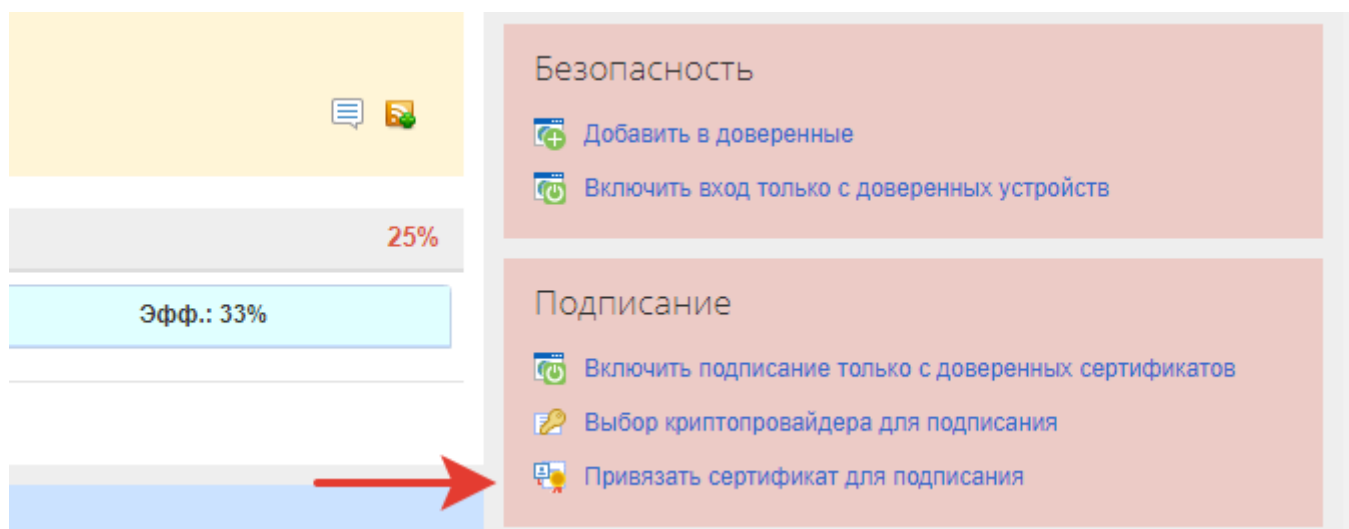 Безопасность
Добавить в доверенные
Включить вход только с доверенных устройств
25%
Эфф.: 33%
Подписание
Включить подписание только с доверенных сертификатов
Выбор криптопровайдера для подписания
Привязать сертификат для подписания